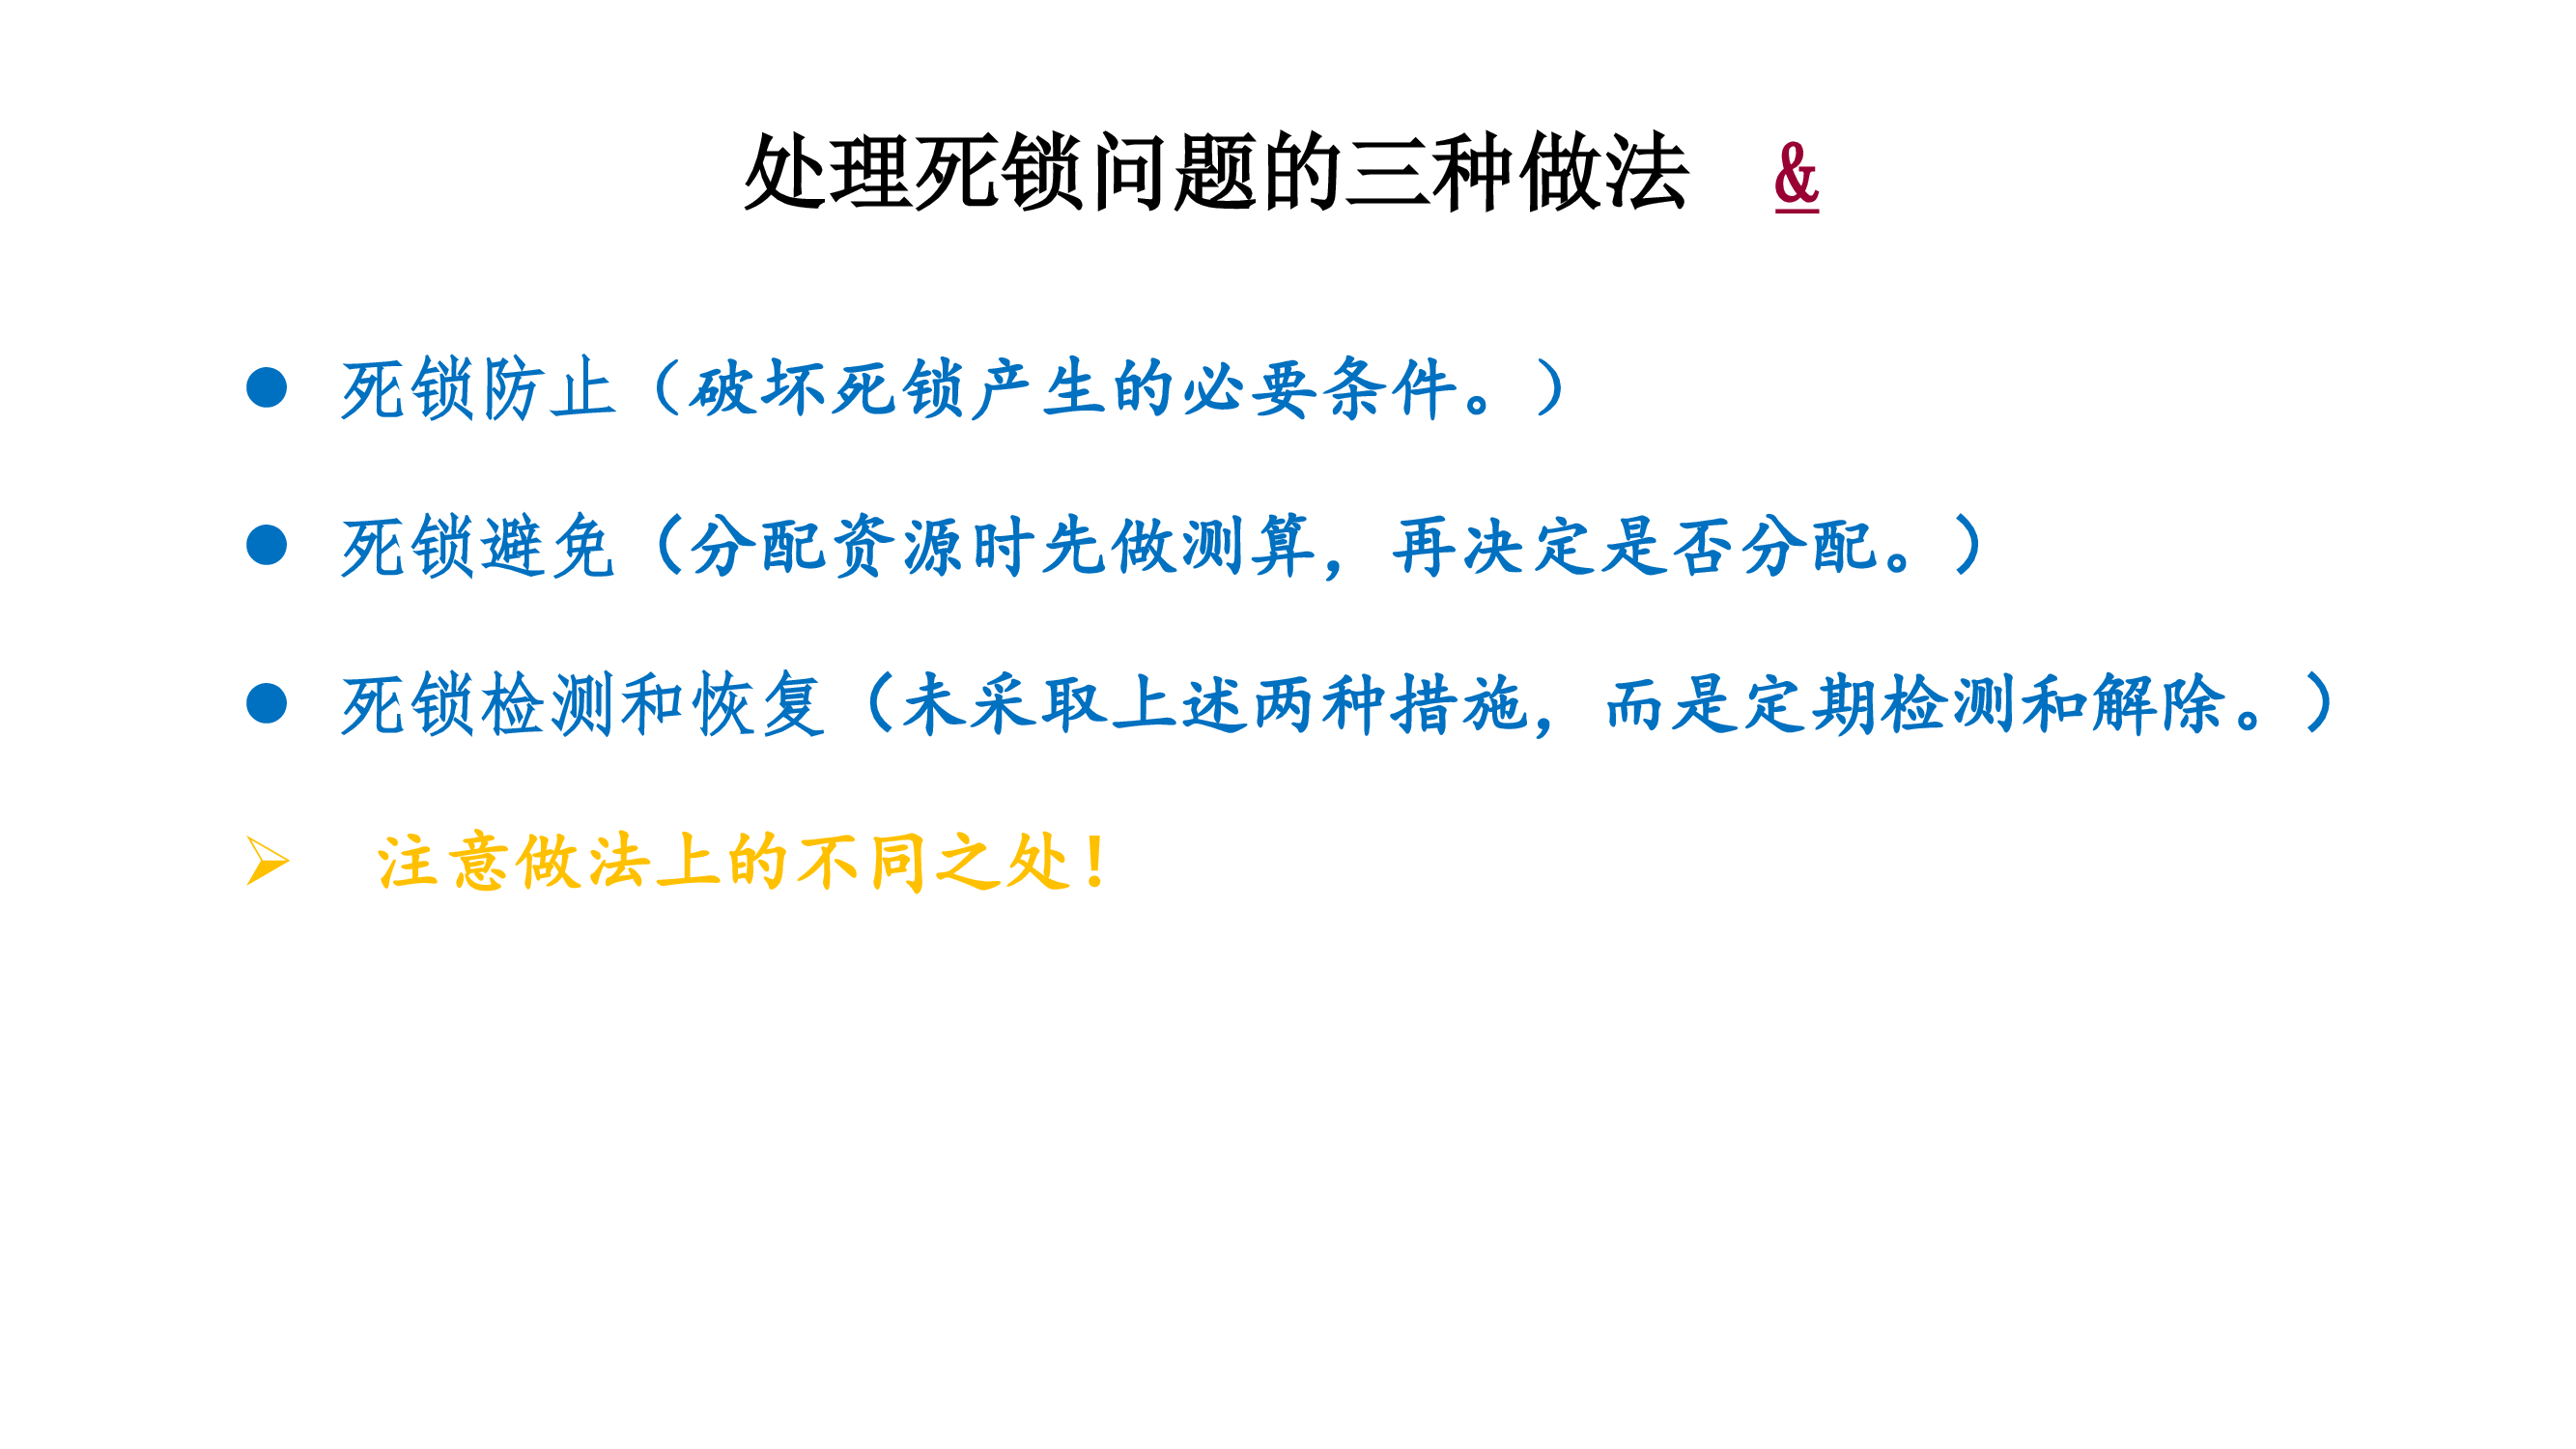 处理死锁问题的三种做法 &
● 死锁防止（破坏死锁产生的必要条件。）
● 死锁避免（分配资源时先做测算，再决定是否分配。）
● 死锁检测和恢复（未采取上述两种措施，而是定期检测和解除。）
➢ 注意做法上的不同之处！